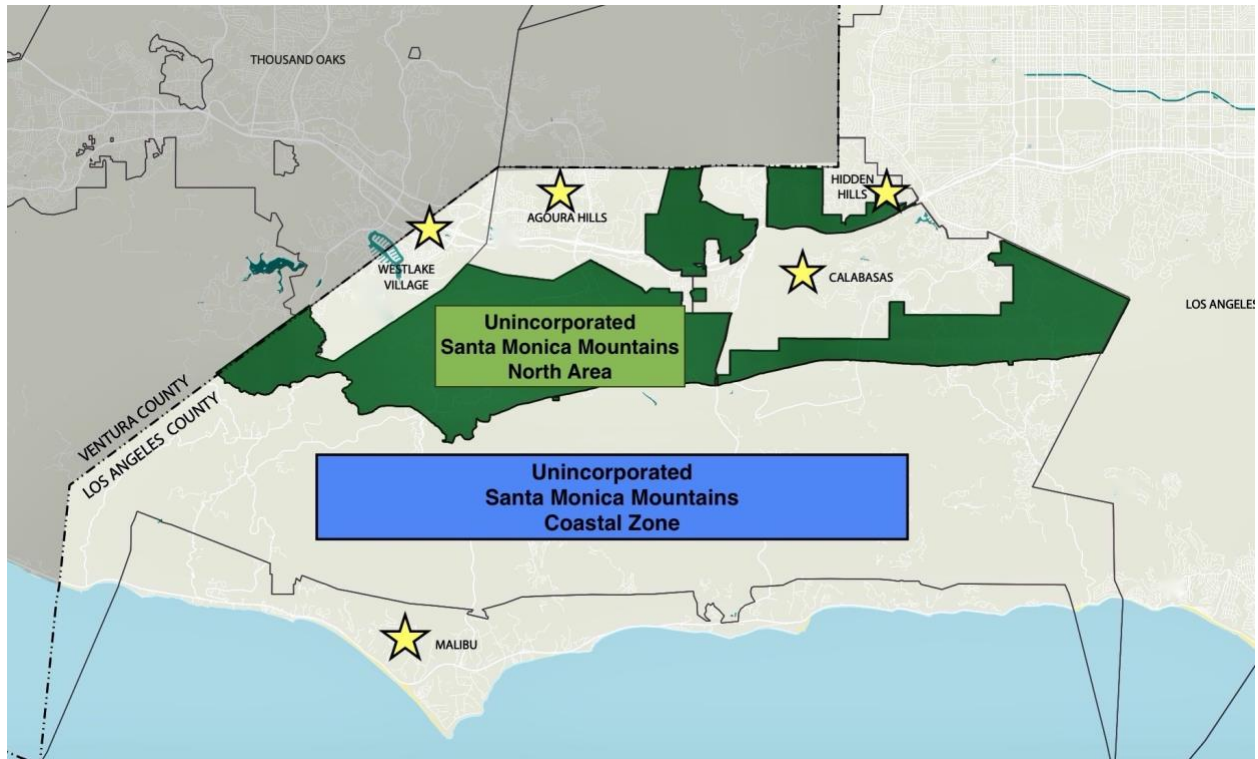 THOUSAND OAKS
HIDDEN
HILLS
AGOURA HILLS
WESTLAKE
VILLAGE
CALABASAS
LOS ANGELES
Unincorporated
Santa Monica Mountains
North Area
VENTURA COUNTY
LOS ANGELES COUNTY
Unincorporated
Santa Monica Mountains
Coastal Zone
MALIBU